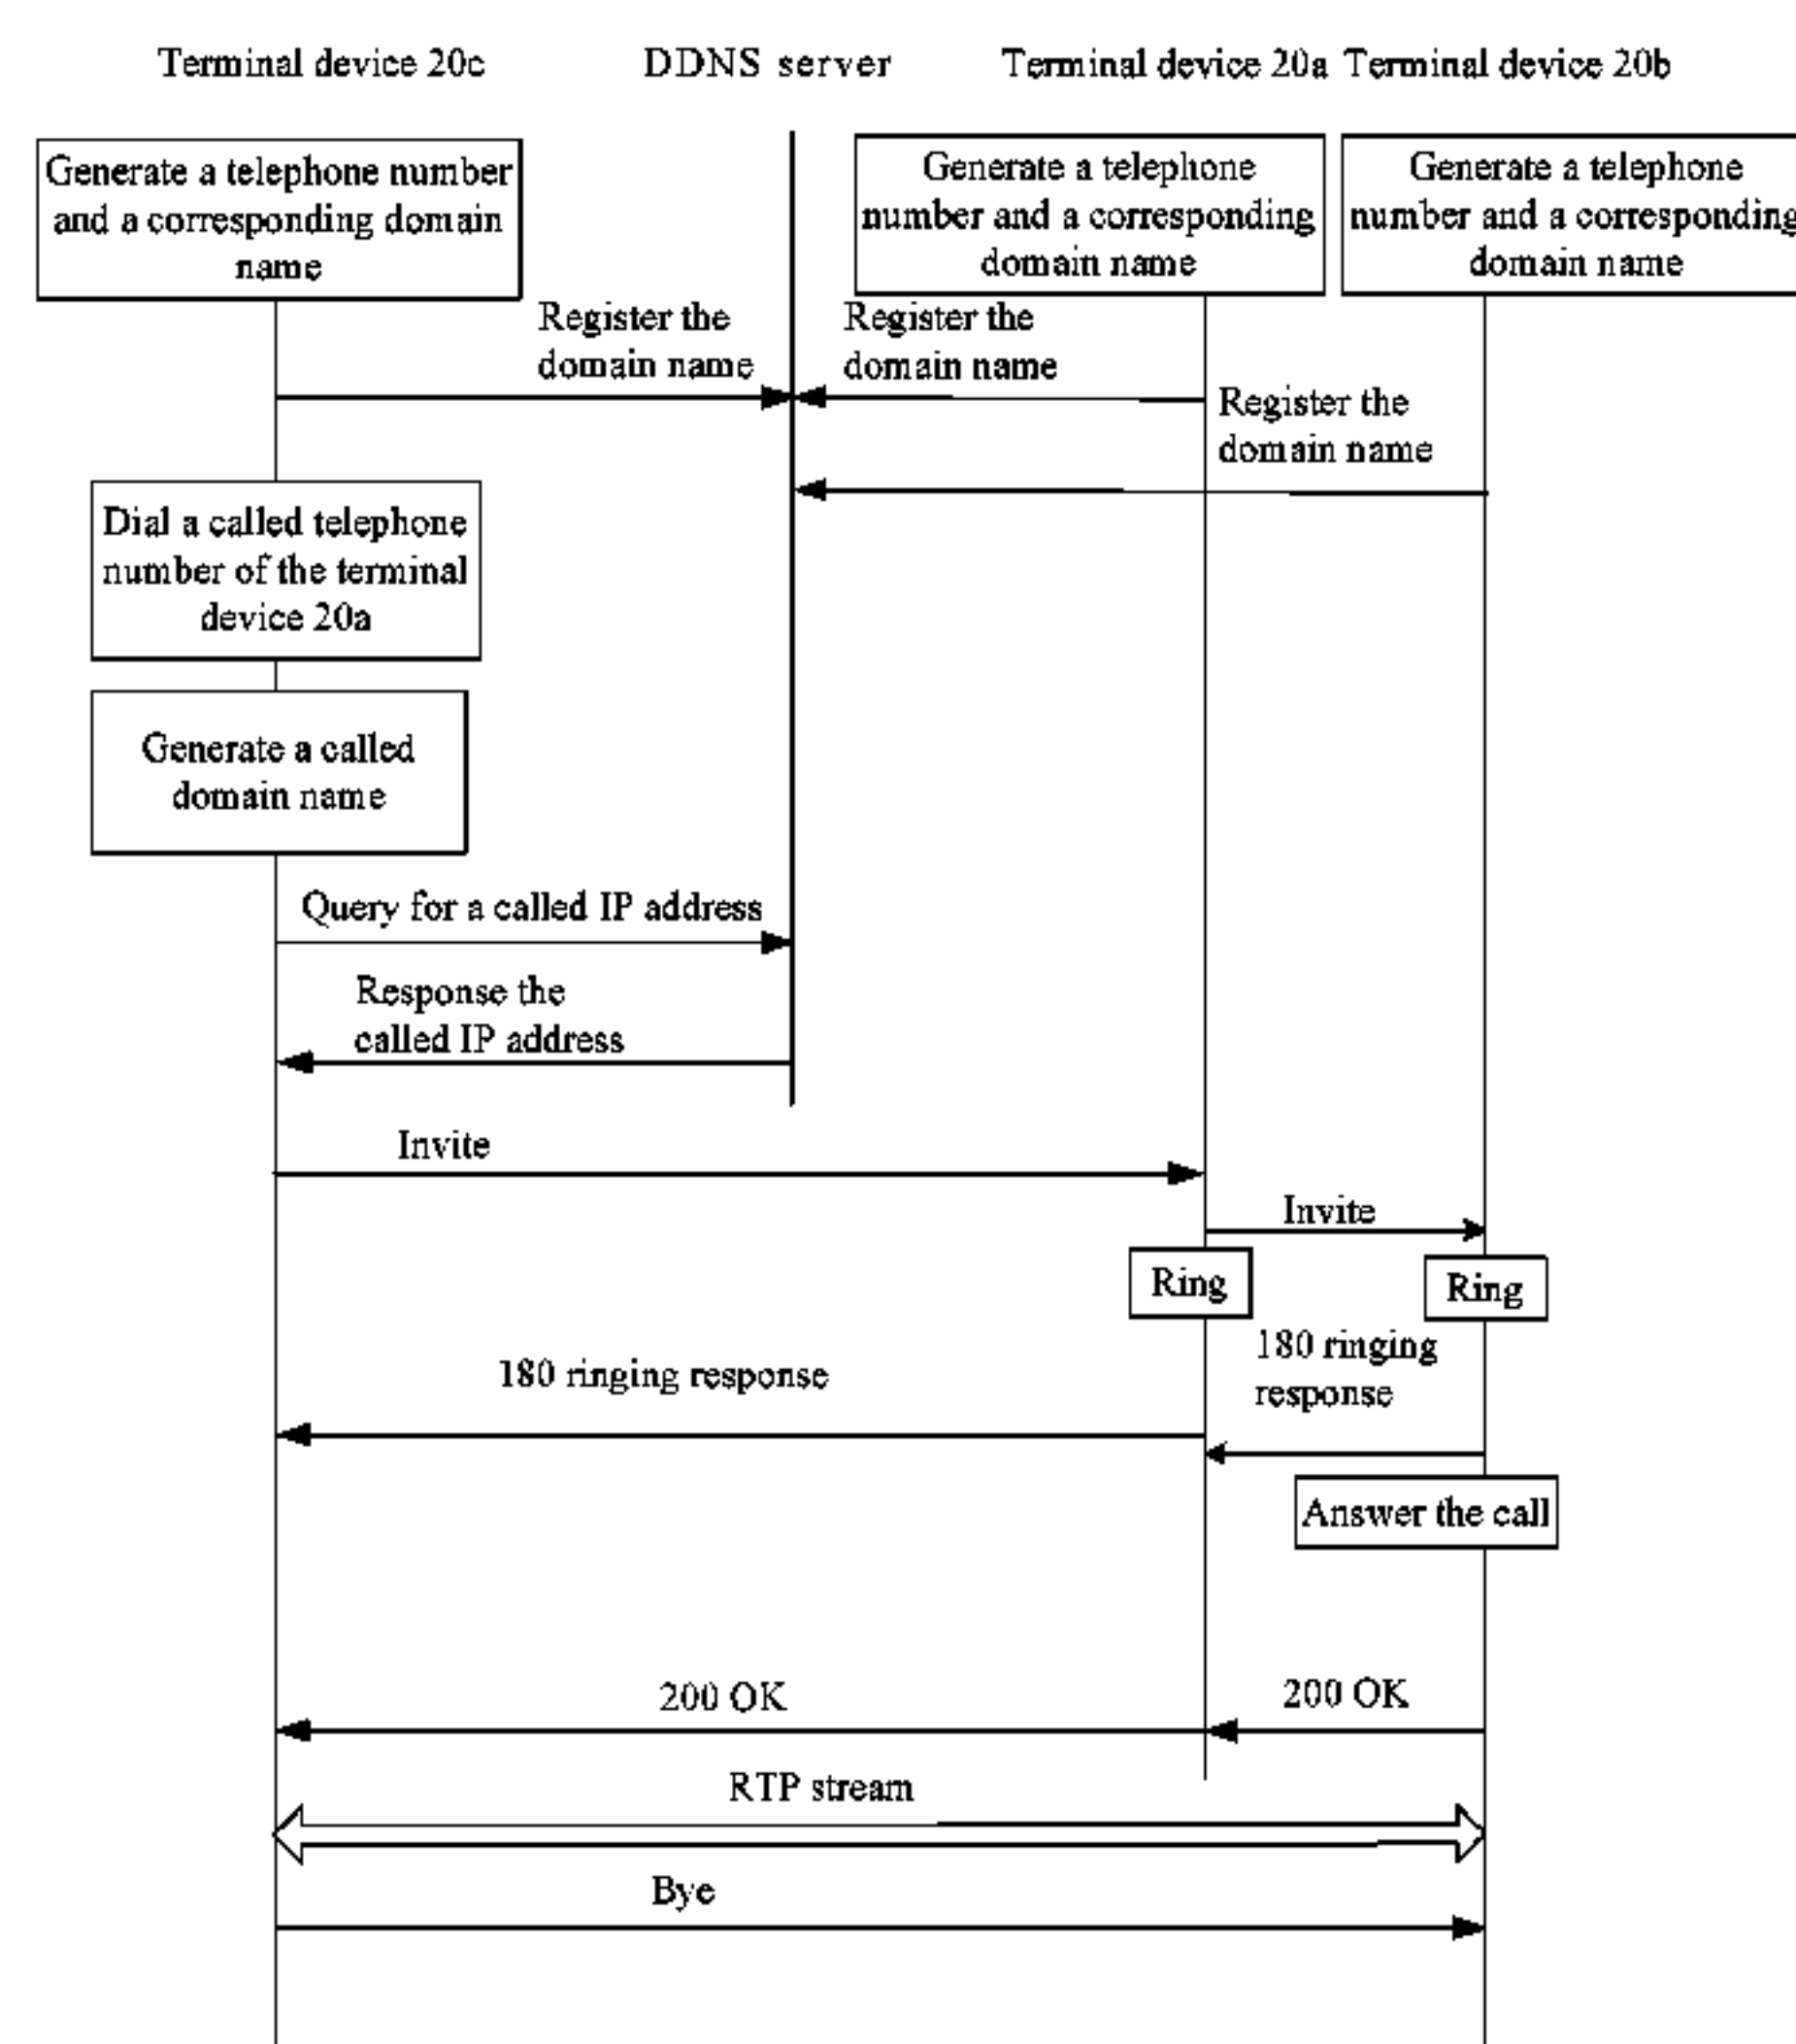 Terminal device 20c
DDNS server
Terminal device 20a
Terminal device 20b
Generate a telephone number
and a corresponding domain
name
Generate a telephone
number and a corresponding
domain name
Generate a telephone
number and a corresponding
domain name
Register the
domain name
Register the
domain name
Register the
domain name
Dial a called telephone
number of the terminal
device 20a
Generate a called
domain name
Query for a called IP address
Response the
called IP address
Invite
Invite
Ring
Ring
180 ringing response
180 ringing
response
Answer the call
200 OK
200 OK
RTP stream
Bye